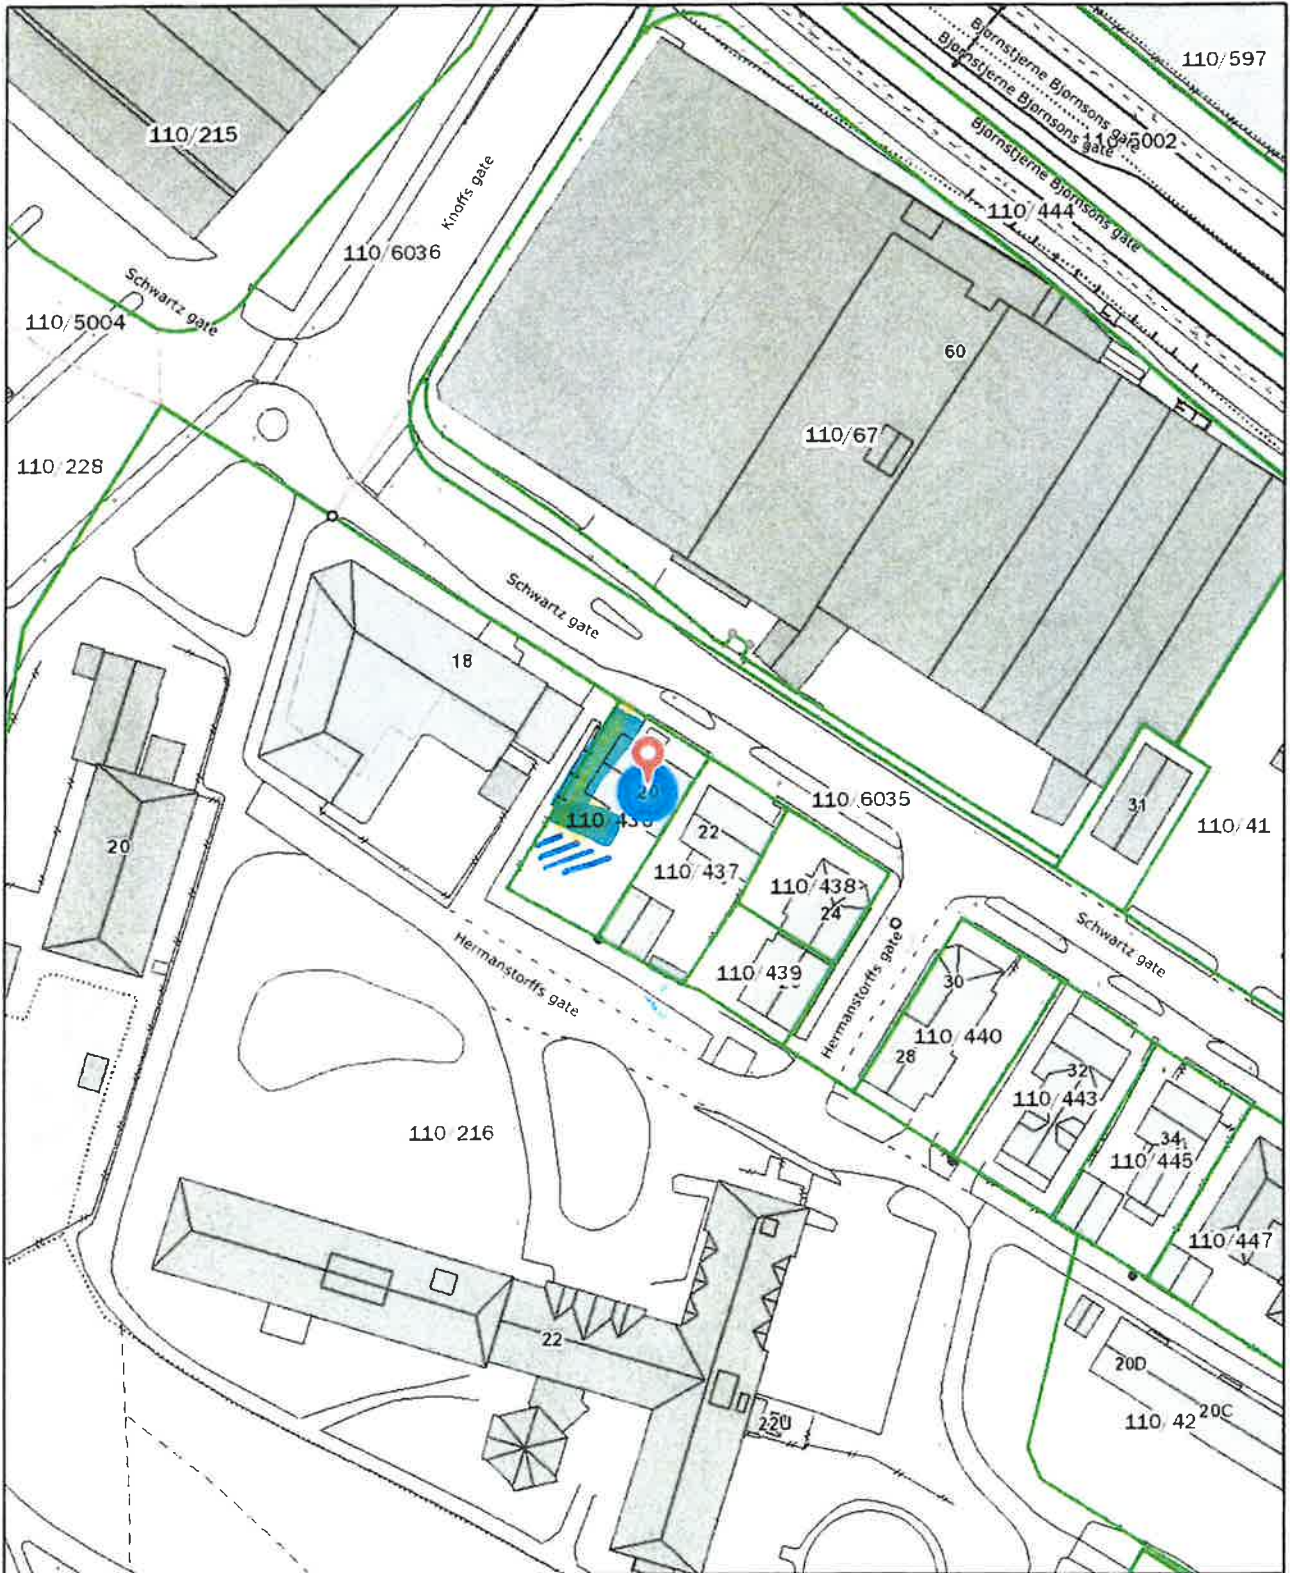 Bjørnstjerne Bjørnsons gate
110/597
Bjørnstjerne Bjørnsons gate
110/5002
110/215
Bjørnstjerne Bjørnsons gate
Knoffs gate
110/444
110/6036
Schwartz gate
110/5004
60
110/67
110/228
Schwartz gate
18
20
110/6035
31
110/41
22
20
110/437
110/438
24
Schwartz gate
Hermanstorffs gate
110/439
Hermanstorffs gate
30
110/440
28
32
110/443
110/216
34
110/445
110/447
22
20D
20C
110/42
22U